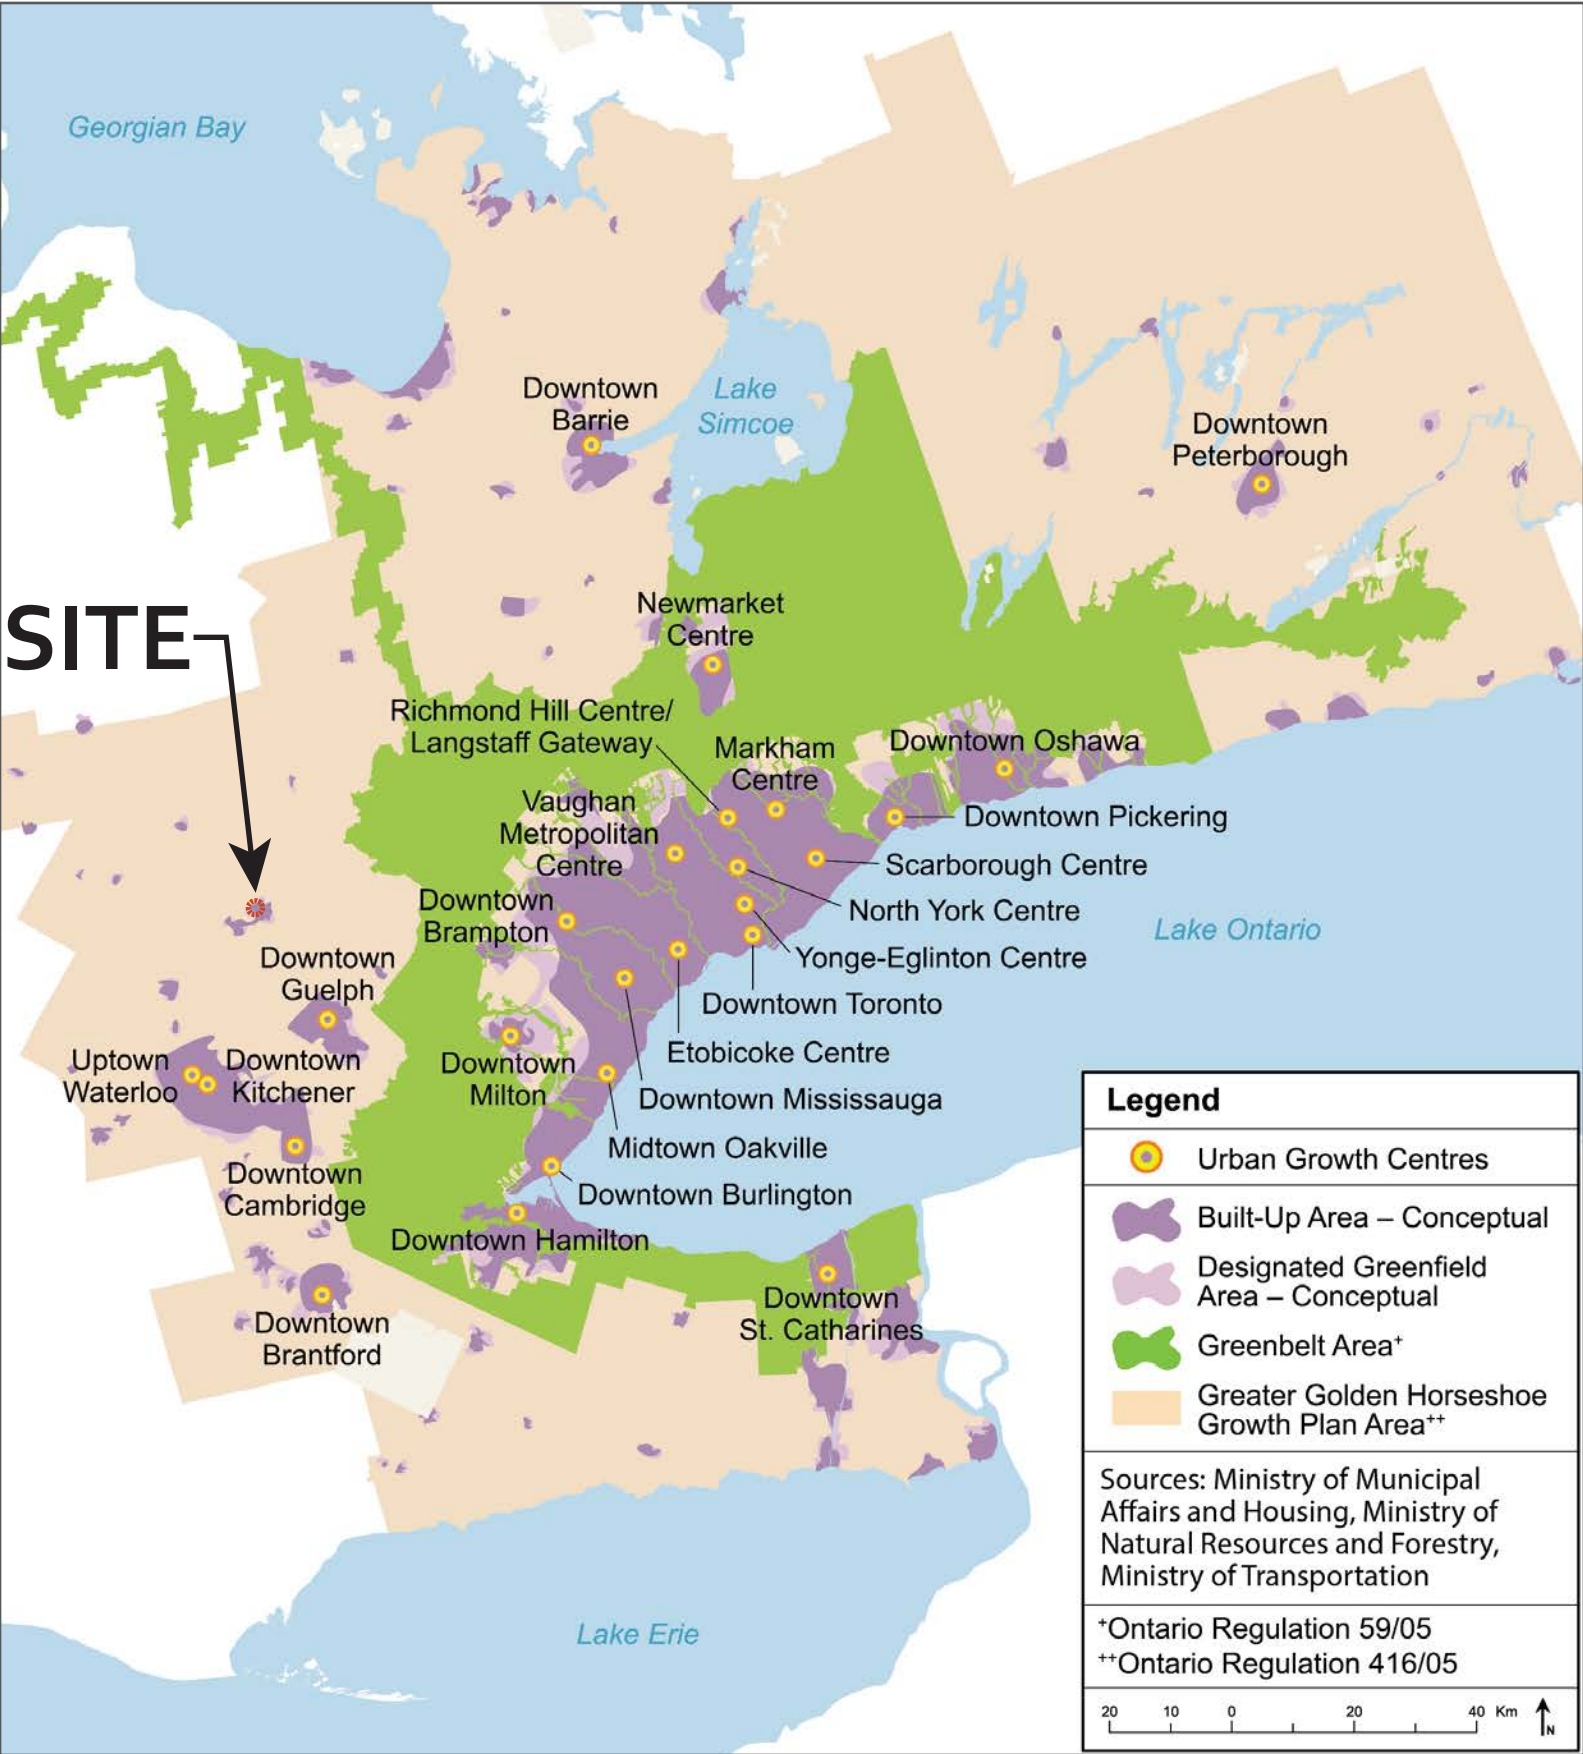 Georgian Bay
Downtown
Barrie
Lake
Simcoe
Downtown
Peterborough
SITE
Newmarket
Centre
Richmond Hill Centre/
Langstaff Gateway
Markham
Centre
Downtown Oshawa
Vaughan
Metropolitan
Centre
Downtown Pickering
Scarborough Centre
Downtown
Brampton
North York Centre
Lake Ontario
Yonge-Eglinton Centre
Downtown
Guelph
Downtown Toronto
Etobicoke Centre
Uptown
Waterloo
Downtown
Kitchener
Downtown
Milton
Downtown Mississauga
Midtown Oakville
Downtown
Cambridge
Downtown Burlington
Downtown Hamilton
Downtown
St. Catharines
Downtown
Brantford
Lake Erie
Legend
Urban Growth Centres
Built-Up Area – Conceptual
Designated Greenfield
Area – Conceptual
Greenbelt Area+
Greater Golden Horseshoe
Growth Plan Area++
Sources: Ministry of Municipal
Affairs and Housing, Ministry of
Natural Resources and Forestry,
Ministry of Transportation
+Ontario Regulation 59/05
++Ontario Regulation 416/05
20 10 0 20 40 Km
N